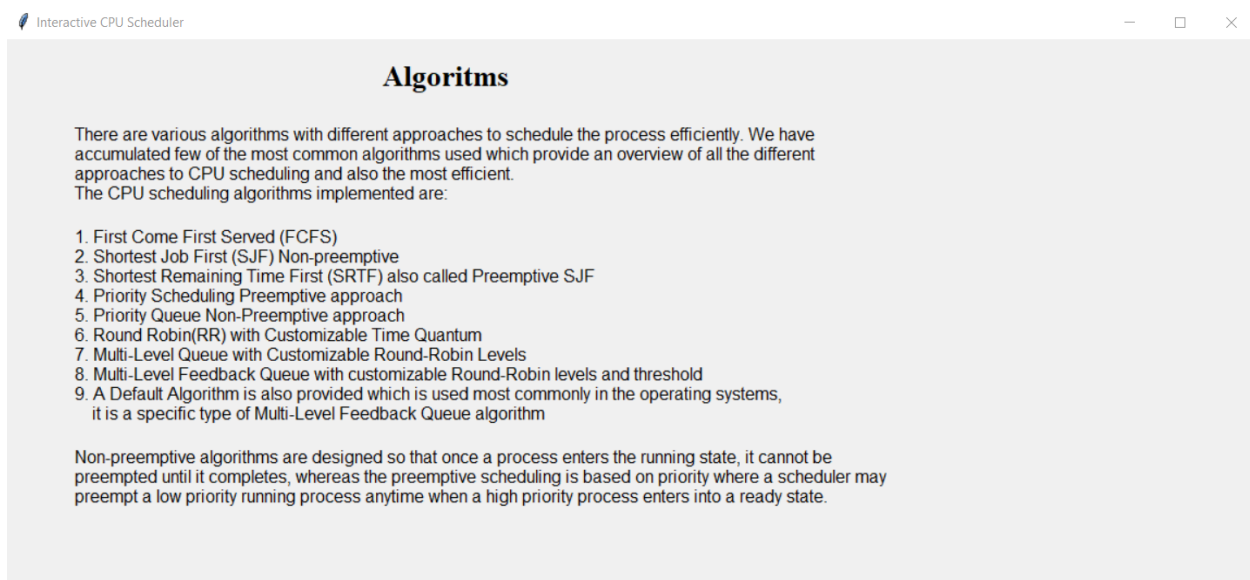 Interactive CPU Scheduler
Algoritms
There are various algorithms with different approaches to schedule the process efficiently. We have
accumulated few of the most common algorithms used which provide an overview of all the different
approaches to CPU scheduling and also the most efficient.
The CPU scheduling algorithms implemented are:
1. First Come First Served (FCFS)
2. Shortest Job First (SJF) Non-preemptive
3. Shortest Remaining Time First (SRTF) also called Preemptive SJF
4. Priority Scheduling Preemptive approach
5. Priority Queue Non-Preemptive approach
6. Round Robin(RR) with Customizable Time Quantum
7. Multi-Level Queue with Customizable Round-Robin Levels
8. Multi-Level Feedback Queue with customizable Round-Robin levels and threshold
9. A Default Algorithm is also provided which is used most commonly in the operating systems,
it is a specific type of Multi-Level Feedback Queue algorithm
Non-preemptive algorithms are designed so that once a process enters the running state, it cannot be
preempted until it completes, whereas the preemptive scheduling is based on priority where a scheduler may
preempt a low priority running process anytime when a high priority process enters into a ready state.